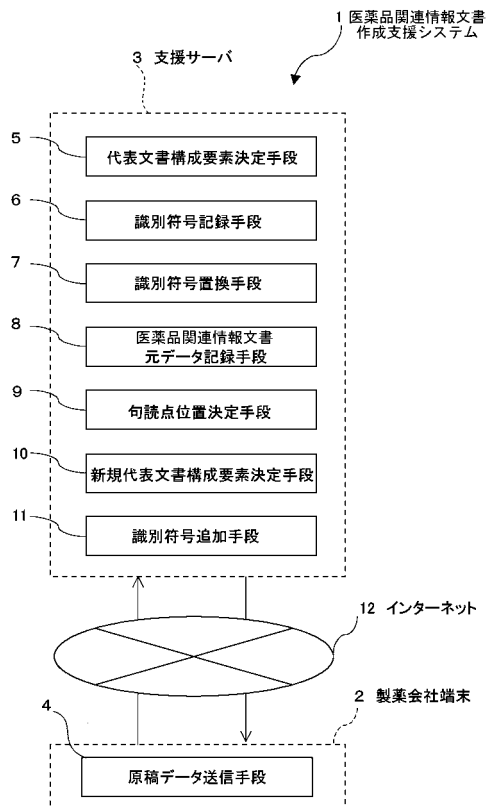 1 医薬品関連情報文書
作成支援システム
3 支援サーバ
5
代表文書構成要素決定手段
6
識別符号記録手段
7
識別符号置換手段
8
医薬品関連情報文書
元データ記録手段
9
句読点位置決定手段
10
新規代表文書構成要素決定手段
11
識別符号追加手段
12 インターネット
2 製薬会社端末
4
原稿データ送信手段